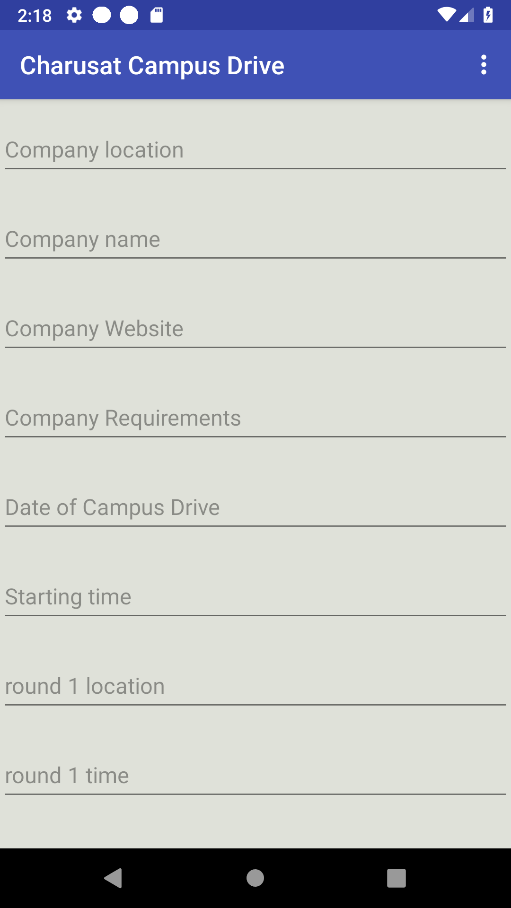 2:18
Charusat Campus Drive
Company location
Company name
Company Website
Company Requirements
Date of Campus Drive
Starting time
round 1 location
round 1 time